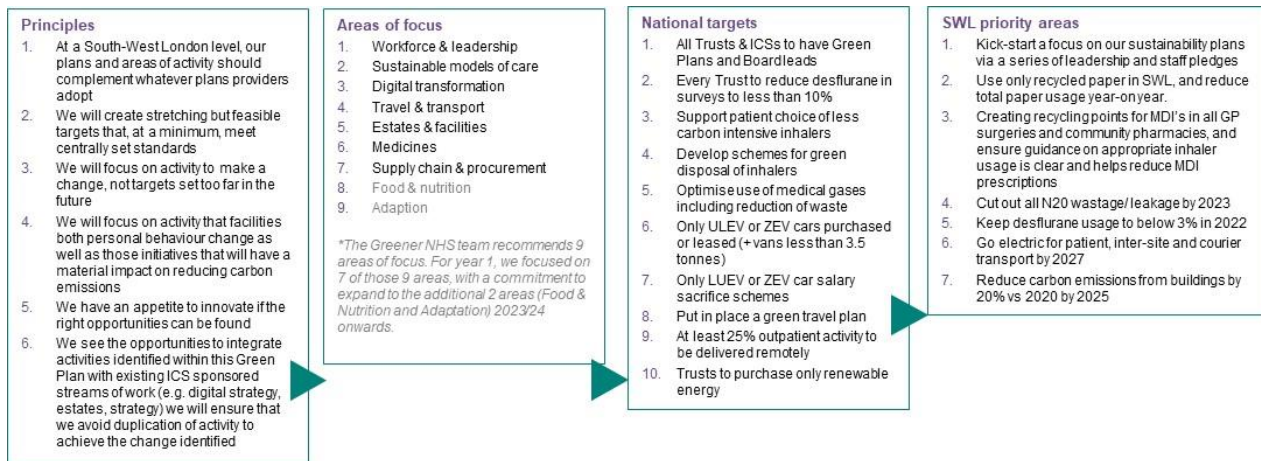 Principles
1. At a South-West London level, our
plans and areas of activity should
complement whatever plans providers
adopt
2. We will create stretching but feasible
targets that, at a minimum, meet
centrally set standards
3. We will focus on activity to make a
change, not targets set too far in the
future
4. We will focus on activity that facilities
both personal behaviour change as
well as those initiatives that will have a
material impact on reducing carbon
emissions
5. We have an appetite to innovate if the
right opportunities can be found
6. We see the opportunities to integrate
activities identified within this Green
Plan with existing ICS sponsored
streams of work (e.g. digital strategy,
estates, strategy) we will ensure that
we avoid duplication of activity to
achieve the change identified
Areas of focus
1. Workforce & leadership
2. Sustainable models of care
3. Digital transformation
4. Travel & transport
5. Estates & facilities
6. Medicines
7. Supply chain & procurement
8. Food & nutrition
9. Adaption
*The Greener NHS team recommends 9
areas of focus. For year 1, we focused on
7 of those 9 areas, with a commitment to
expand to the additional 2 areas (Food &
Nutrition and Adaptation) 2023/24
onwards.
National targets
1. All Trusts & ICSs to have Green
Plans and Board leads
2. Every Trust to reduce desflurane in
surveys to less than 10%
3. Support patient choice of less
carbon intensive inhalers
4. Develop schemes for green
disposal of inhalers
5. Optimise use of medical gases
including reduction of waste
6. Only ULEV or ZEV cars purchased
or leased (+ vans less than 3.5
tonnes)
7. Only LUEV or ZEV car salary
sacrifice schemes
8. Put in place a green travel plan
9. At least 25% outpatient activity to
be delivered remotely
10. Trusts to purchase only renewable
energy
SWL priority areas
1. Kick-start a focus on our sustainability plans
via a series of leadership and staff pledges
2. Use only recycled paper in SWL, and reduce
total paper usage year-on year.
3. Creating recycling points for MDI's in all GP
surgeries and community pharmacies, and
ensure guidance on appropriate inhaler
usage is clear and helps reduce MDI
prescriptions
4. Cut out all N20 wastage/ leakage by 2023
5. Keep desflurane usage to below 3% in 2022
6. Go electric for patient, inter-site and courier
transport by 2027
7. Reduce carbon emissions from buildings by
20% vs 2020 by 2025